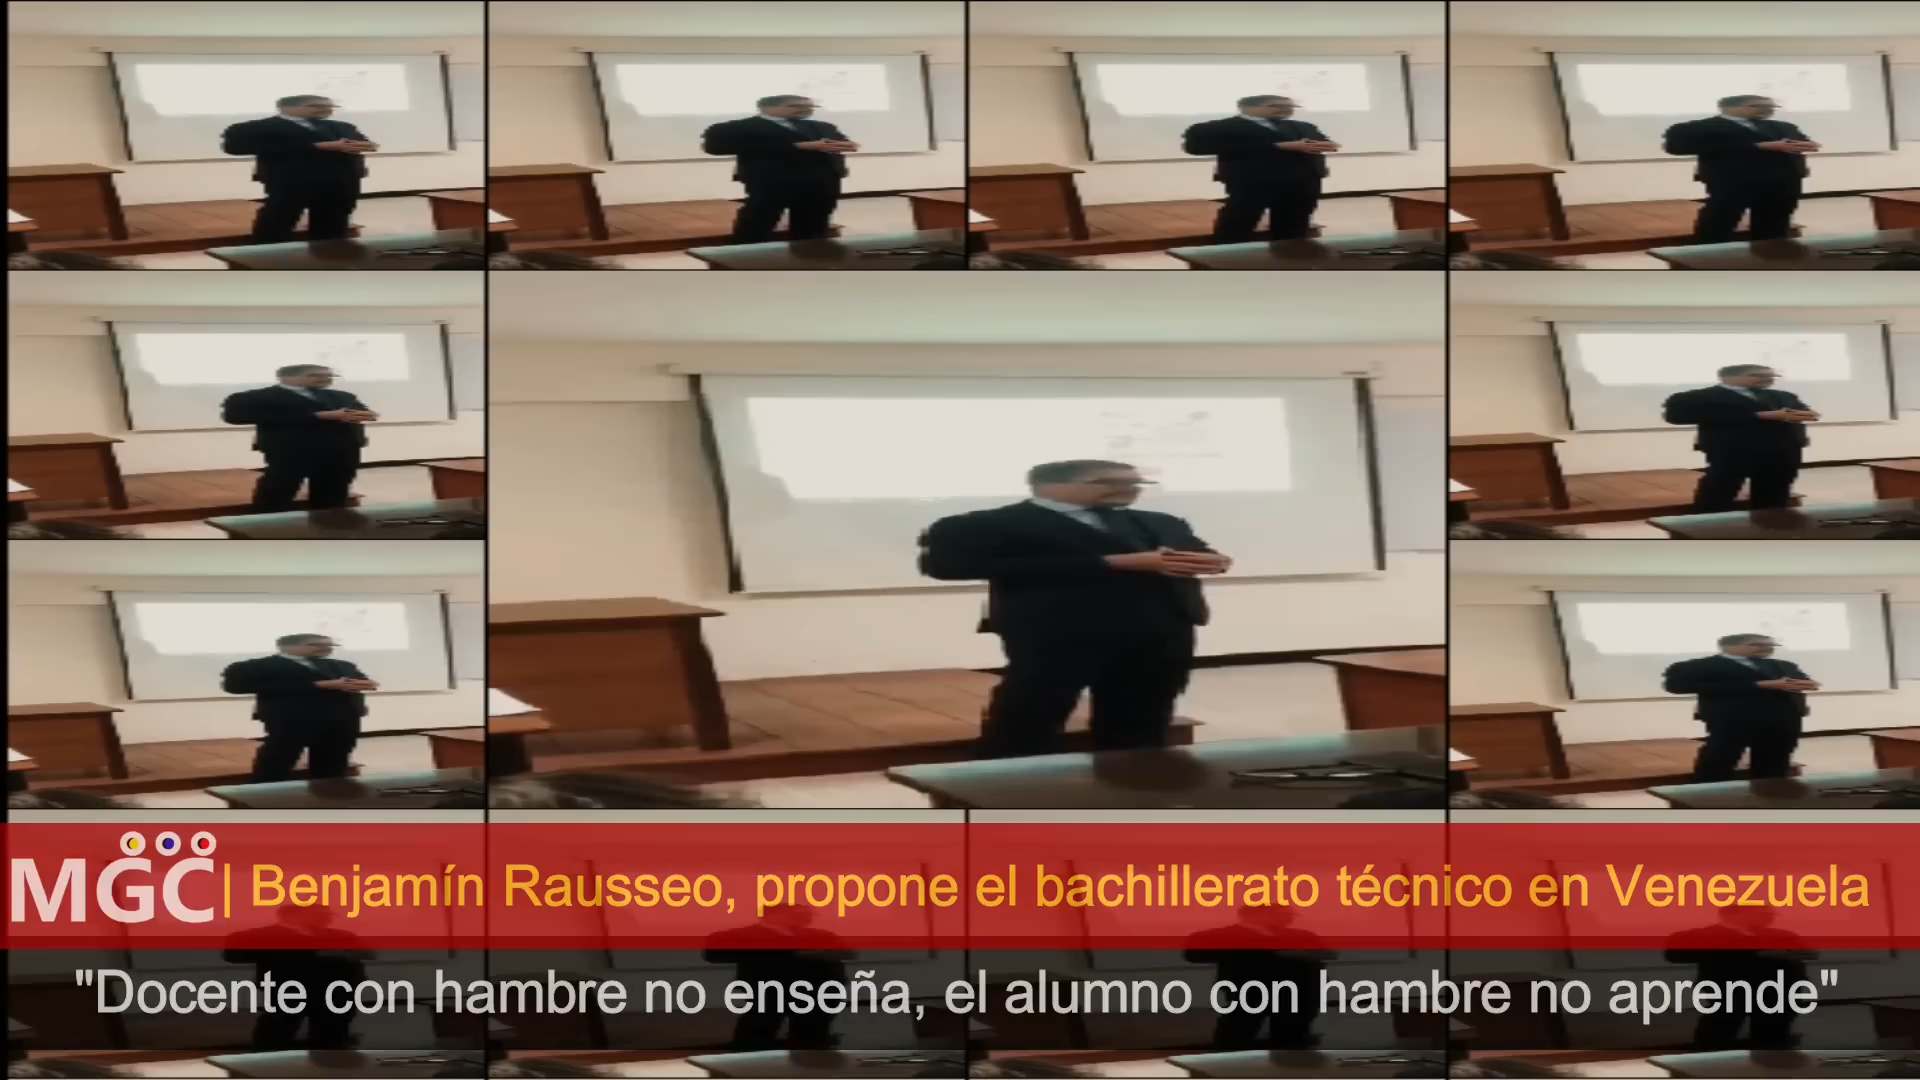 MGC| Benjamín Rausseo, propone el bachillerato técnico en Venezuela
"Docente con hambre no enseña, el alumno con hambre no aprende"